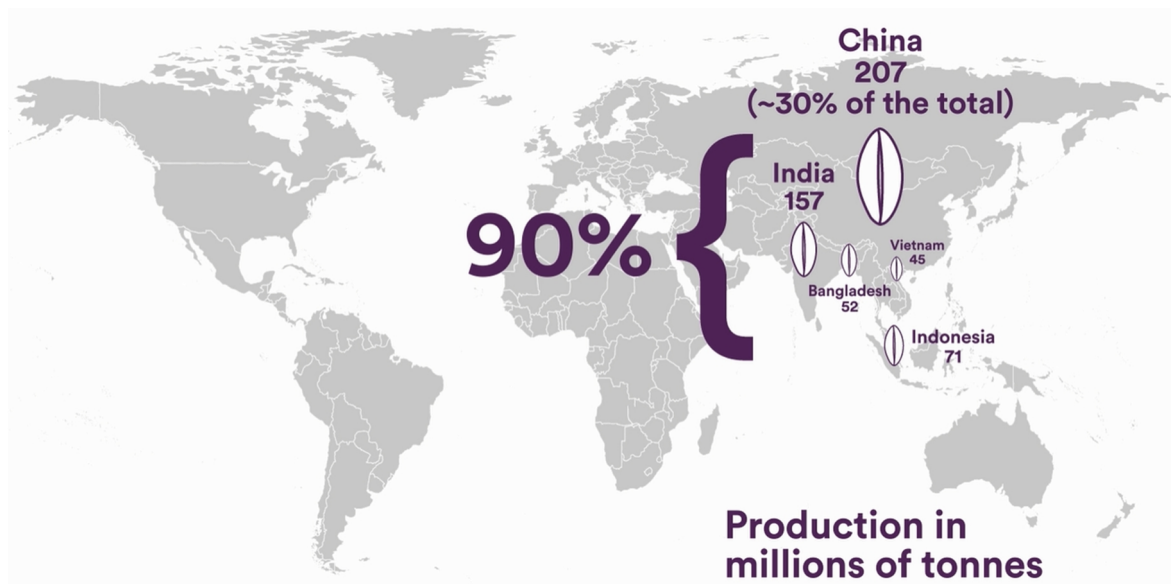 China
207
(~30% of the total)
India
157
90%
{
Vietnam
45
Bangladesh
52
Indonesia
71
Production in
millions of tonnes